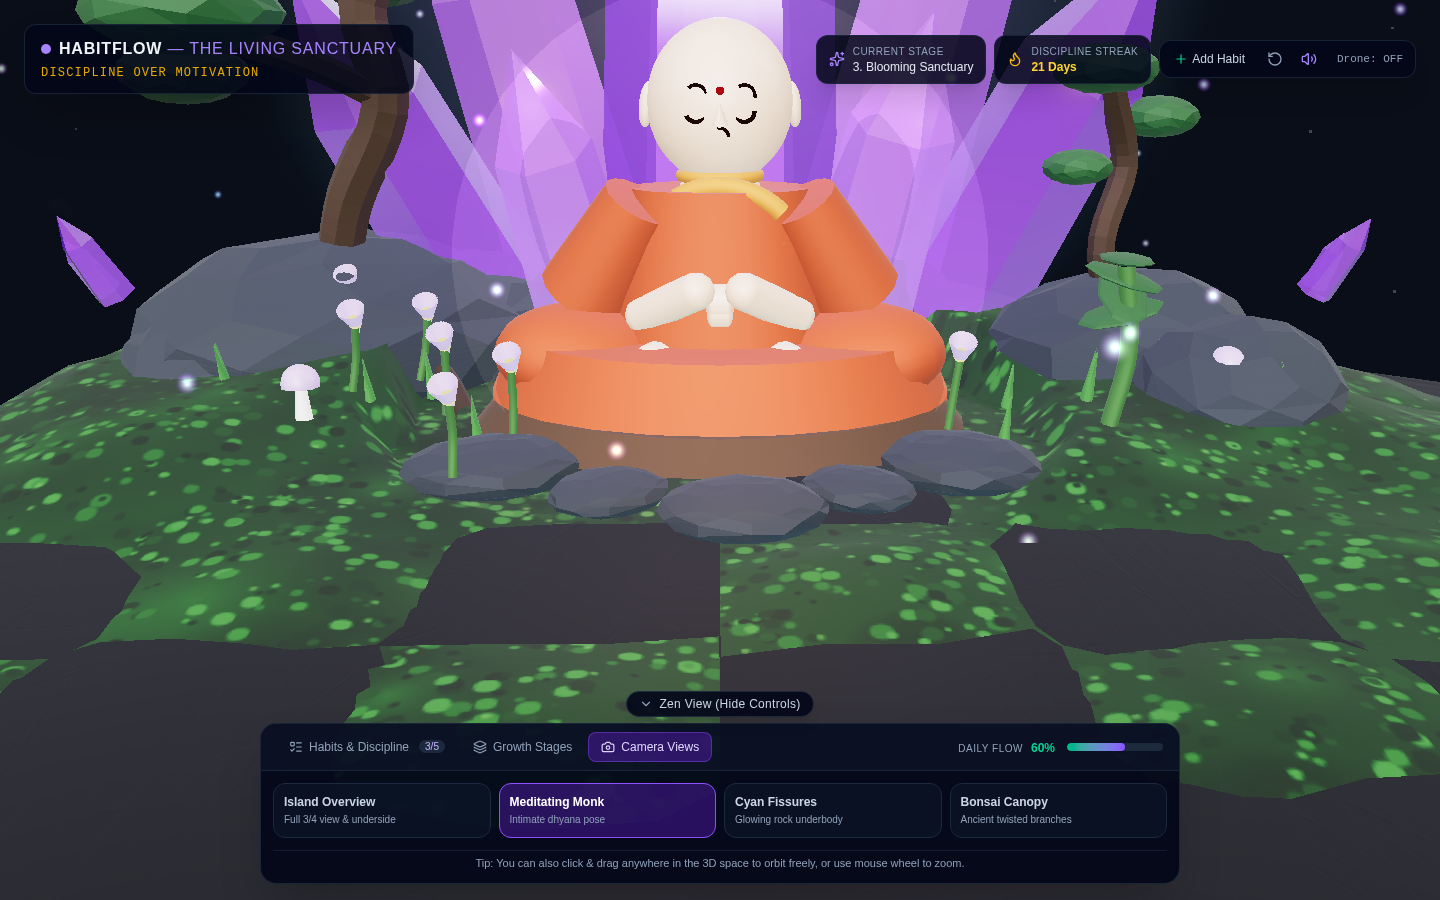 HABITFLOW — THE LIVING SANCTUARY
DISCIPLINE OVER MOTIVATION
CURRENT STAGE
3. Blooming Sanctuary
DISCIPLINE STREAK
21 Days
Add Habit
Drone: OFF
Zen View (Hide Controls)
Habits & Discipline 3/5
Growth Stages
Camera Views
DAILY FLOW 60%
Island Overview
Full 3/4 view & underside
Meditating Monk
Intimate dhyana pose
Cyan Fissures
Glowing rock underbody
Bonsai Canopy
Ancient twisted branches
Tip: You can also click & drag anywhere in the 3D space to orbit freely, or use mouse wheel to zoom.